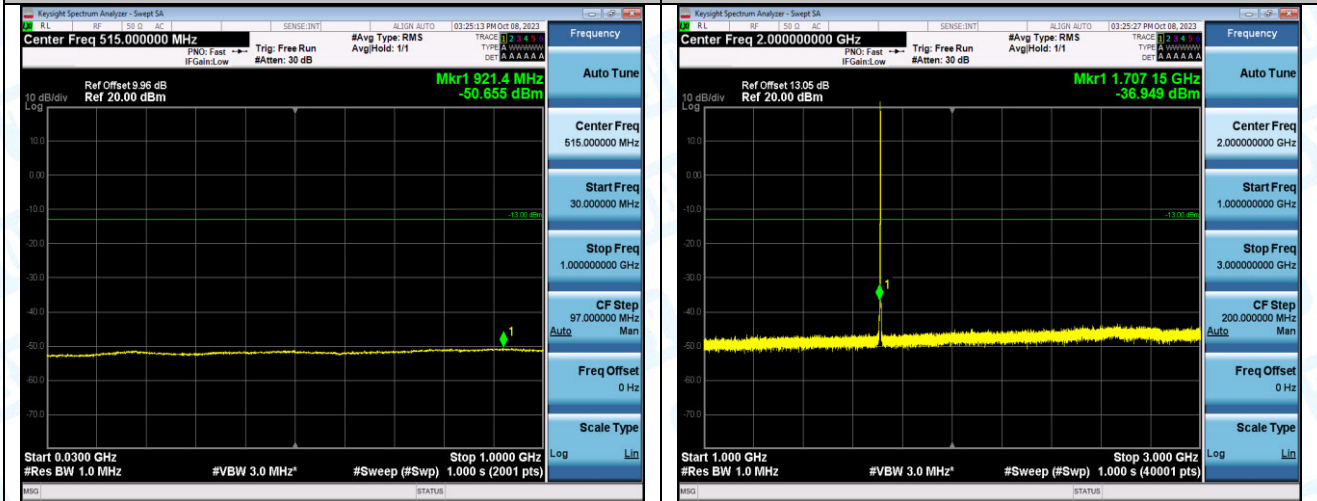 Keysight Spectrum Analyzer - Swept SA
RL RF 50 Ω AC SENSE:INT ALIGN AUTO 03:25:13 PM Oct 08, 2023
Center Freq 515.000000 MHz
PNO: Fast
IFGain:Low
Trig: Free Run
#Atten: 30 dB
#Avg Type: RMS
Avg|Hold: 1/1
TRACE 1 2 3 4 5 6
TYPE A WWWWW
DET A A A A A A
Mkr1 921.4 MHz
-50.655 dBm
Ref Offset 9.96 dB
10 dB/div Ref 20.00 dBm
Log
10.0
0.00
-10.0
-13.00 dBm
-20.0
-30.0
-40.0
1
-50.0
-60.0
-70.0
Start 0.0300 GHz Stop 1.0000 GHz
#Res BW 1.0 MHz #VBW 3.0 MHz* #Sweep (#Swp) 1.000 s (2001 pts)
MSG STATUS
Frequency
Auto Tune
Center Freq
515.000000 MHz
Start Freq
30.000000 MHz
Stop Freq
1.000000000 GHz
CF Step
97.000000 MHz
Auto Man
Freq Offset
0 Hz
Scale Type
Log Lin
Keysight Spectrum Analyzer - Swept SA
RL RF 50 Ω AC SENSE:INT ALIGN AUTO 03:25:27 PM Oct 08, 2023
Center Freq 2.000000000 GHz
PNO: Fast
IFGain:Low
Trig: Free Run
#Atten: 30 dB
#Avg Type: RMS
Avg|Hold: 1/1
TRACE 1 2 3 4 5 6
TYPE A WWWWW
DET A A A A A A
Mkr1 1.707 15 GHz
-36.949 dBm
Ref Offset 13.05 dB
10 dB/div Ref 20.00 dBm
Log
10.0
0.00
-10.0
-13.00 dBm
-20.0
-30.0
1
-40.0
-50.0
-60.0
-70.0
Start 1.000 GHz Stop 3.000 GHz
#Res BW 1.0 MHz #VBW 3.0 MHz* #Sweep (#Swp) 1.000 s (40001 pts)
MSG STATUS
Frequency
Auto Tune
Center Freq
2.000000000 GHz
Start Freq
1.000000000 GHz
Stop Freq
3.000000000 GHz
CF Step
200.000000 MHz
Auto Man
Freq Offset
0 Hz
Scale Type
Log Lin